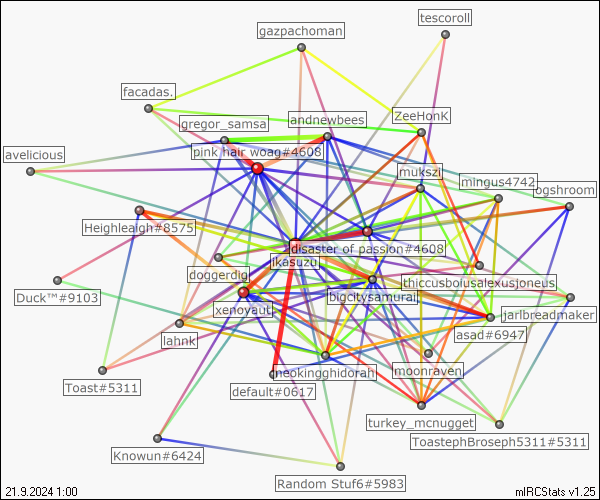 tescoroll
gazpachoman
facadas.
gregor_samsa
andnewbees
ZeeHonK
avelicious
pink hair woag#4608
mukszi
mingus4742
ogshroom
Heighleaigh#8575
disaster of passion#4608
ikasuzu
doggerdig
thiccusboiusalexusjoneus
Duck™#9103
bigcitysamurai
xenoyaut
jarlbreadmaker
lahnk
asad#6947
neokingghidorah
moonraven
Toast#5311
default#0617
turkey_mcnugget
ToastephBroseph5311#5311
Knowun#6424
Random Stuf6#5983
21.9.2024 1:00
mIRCStats v1.25